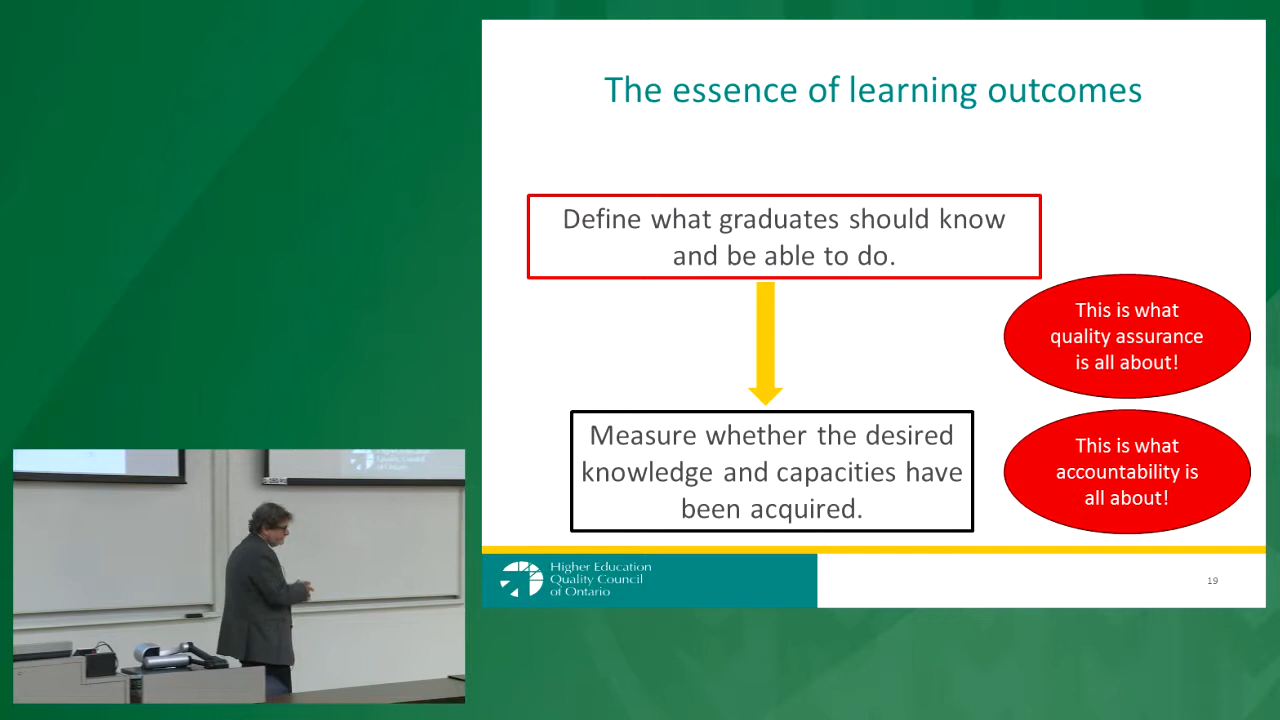 The essence of learning outcomes
Define what graduates should know
and be able to do.
This is what
quality assurance
is all about!
Measure whether the desired
knowledge and capacities have
been acquired.
This is what
accountability is
all about!
Higher Education
Quality Council
of Ontario
19